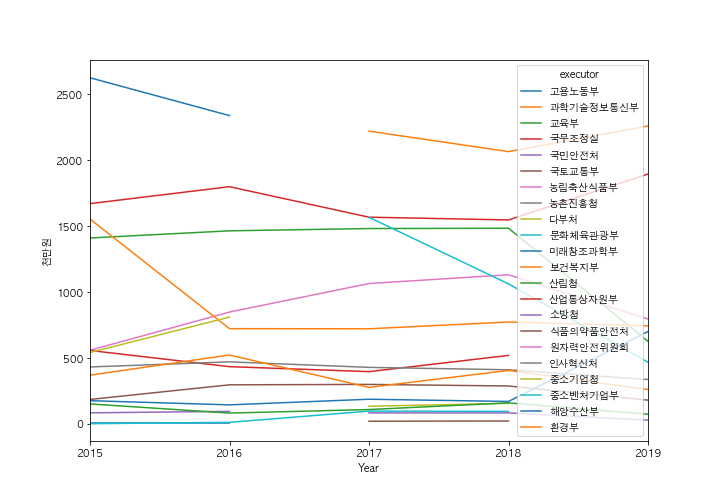 2500
2000
1500
1000
500
0
천만원
2015
2016
2017
2018
2019
Year
executor
고용노동부
과학기술정보통신부
교육부
국무조정실
국민안전처
국토교통부
농림축산식품부
농촌진흥청
다부처
문화체육관광부
미래창조과학부
보건복지부
산림청
산업통상자원부
소방청
식품의약품안전처
원자력안전위원회
인사혁신처
중소기업청
중소벤처기업부
해양수산부
환경부